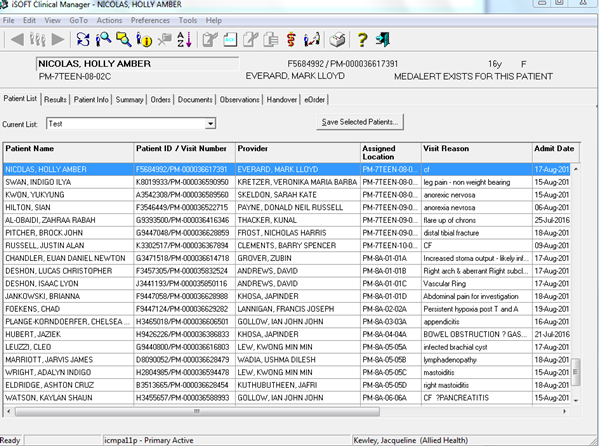 iSOFT Clinical Manager - NICOLAS, HOLLY AMBER
File Edit View GoTo Actions Preferences Tools Help
NICOLAS, HOLLY AMBER F5684992 / PM-00036617391 16y F
PM-7TEEN-08-02C EVERARD, MARK LLOYD MEDALERT EXISTS FOR THIS PATIENT
Patient List Results Patient Info Summary Orders Documents Observations Handover eOrder
Current List: Test Save Selected Patients...
Patient Name Patient ID / Visit Number Provider Assigned Location Visit Reason Admit Date
NICOLAS, HOLLY AMBER F5684992/PM-000036617391 EVERARD, MARK LLOYD PM-7TEEN-08-0... cf 17-Aug-201
SWAN, INDIGO ILYA K8019933/PM-000036590950 KRETZER, VERONIKA MARIA BARBA PM-7TEEN-08-0... leg pain - non weight bearing 15-Aug-201
KWON, YUKYUNG A3542308/PM-000036589560 SKELDON, SARAH KATE PM-7TEEN-08-0... anorexic nervosa 15-Aug-201
HILTON, SIAN F3546449/PM-000036522715 PAYNE, DONALD NEIL RUSSELL PM-7TEEN-09-0... anorexia nervosa 06-Aug-201
AL-OBAIDI, ZAHRAA RABAH G9393500/PM-000036416346 THACKER, KUNAL PM-7TEEN-09-0... flare up of chrons 25-Jul-2016
PITCHER, BROCK JOHN G9447048/PM-000036628859 FROST, NICHOLAS HARRIS PM-7TEEN-09-0... distal tibial fracture 18-Aug-201
RUSSELL, JUSTIN ALAN K3302517/PM-000036367894 CLEMENTS, BARRY SPENCER PM-7TEEN-10-0... CF 09-Aug-201
CHANDLER, EUAN DANIEL NEWTON G3471518/PM-000036614718 GROVER, ZUBIN PM-8A-01-01A Increased stoma output - likely inf... 17-Aug-201
DESHON, LUCAS CHRISTOPHER F3457305/PM-000035832524 ANDREWS, DAVID PM-8A-01-01B Right arch & aberrant Right subcl... 17-Aug-201
DESHON, ISAAC LYON J3441193/PM-000035850116 ANDREWS, DAVID PM-8A-01-01C Vascular Ring 17-Aug-201
JANKOWSKI, BRIANNA F9447058/PM-000036628988 KHOSA, JAPINDER PM-8A-01-01D Abdominal pain for investigation 18-Aug-201
FOEKENS, CHAD F9447124/PM-000036629282 LANNIGAN, FRANCIS JOSEPH PM-8A-02-02A Persistent hypoxia post T and A 19-Aug-201
PLANGE-KORNDOERFER, CHELSEA ... H3465018/PM-000036606501 GOLLOW, IAN JOHN JOHN PM-8A-03-03A appendicitis 16-Aug-201
HUBERT, JAZIEK H9426226/PM-000036386833 KHOSA, JAPINDER PM-8A-04-04A BOWEL OBSTRUCTION ? GAS... 21-Jul-2016
LEUZZI, CLEO G9440800/PM-000036616803 LEW, KWONG MIN MIN PM-8A-05-05A infected brachial cyst 17-Aug-201
MARRIOTT, JARVIS JAMES D8090052/PM-000036628479 WADIA, USHMA DILESH PM-8A-05-05B lymphadenopathy 18-Aug-201
WRIGHT, ADALYN INDIGO H2804985/PM-000036594478 LEW, KWONG MIN MIN PM-8A-05-05C mastoiditis 15-Aug-201
ELDRIDGE, ASHTON CRUZ B3513665/PM-000036628454 KUTHUBUTHEEN, JAFRI PM-8A-05-05D right mastoiditis 18-Aug-201
WATSON, KAYLAN SHAUN H3455657/PM-000036588993 GOLLOW, IAN JOHN JOHN PM-8A-06-06A CF ?PANCREATITIS 15-Aug-201
Ready icmpa11p - Primary Active Kewley, Jacqueline (Allied Health)